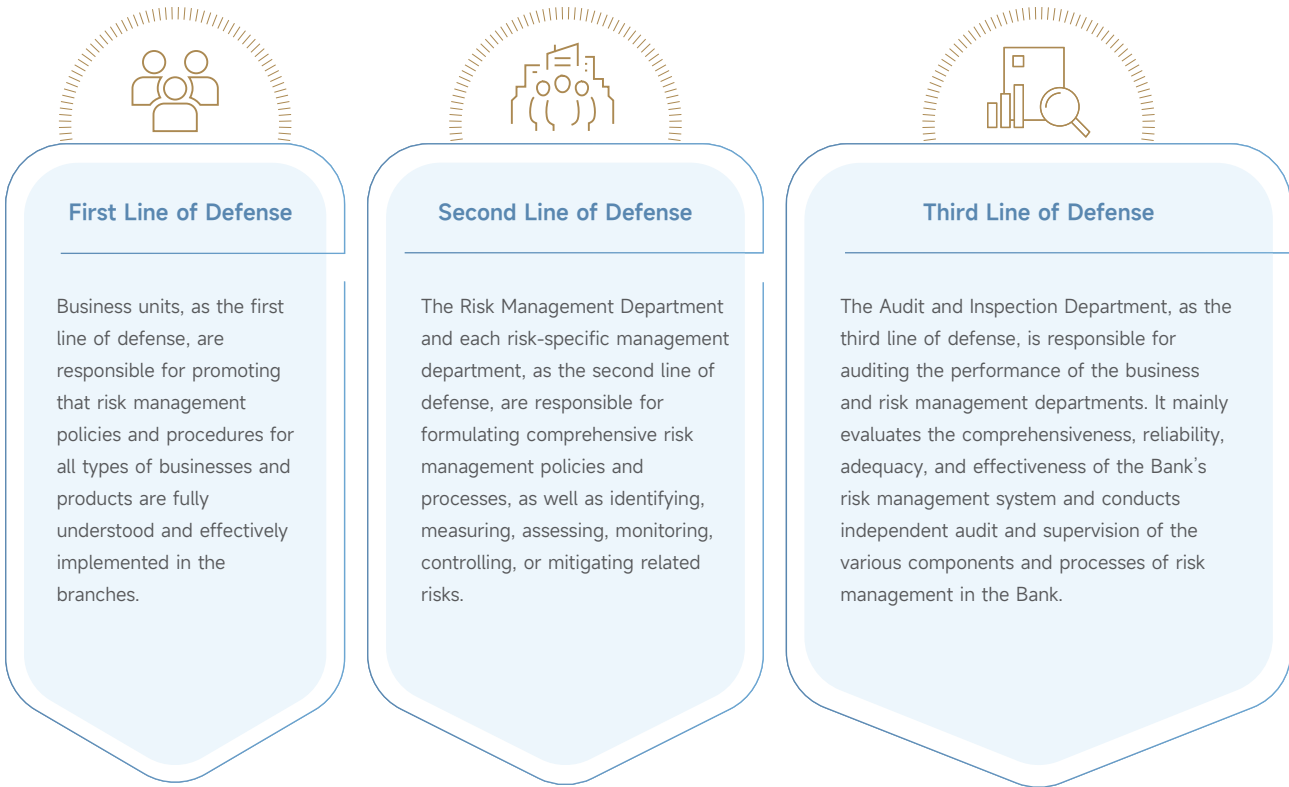 First Line of Defense
Business units, as the first
line of defense, are
responsible for promoting
that risk management
policies and procedures for
all types of businesses and
products are fully
understood and effectively
implemented in the
branches.
Second Line of Defense
The Risk Management Department
and each risk-specific management
department, as the second line of
defense, are responsible for
formulating comprehensive risk
management policies and
processes, as well as identifying,
measuring, assessing, monitoring,
controlling, or mitigating related
risks.
Third Line of Defense
The Audit and Inspection Department, as the
third line of defense, is responsible for
auditing the performance of the business
and risk management departments. It mainly
evaluates the comprehensiveness, reliability,
adequacy, and effectiveness of the Bank's
risk management system and conducts
independent audit and supervision of the
various components and processes of risk
management in the Bank.